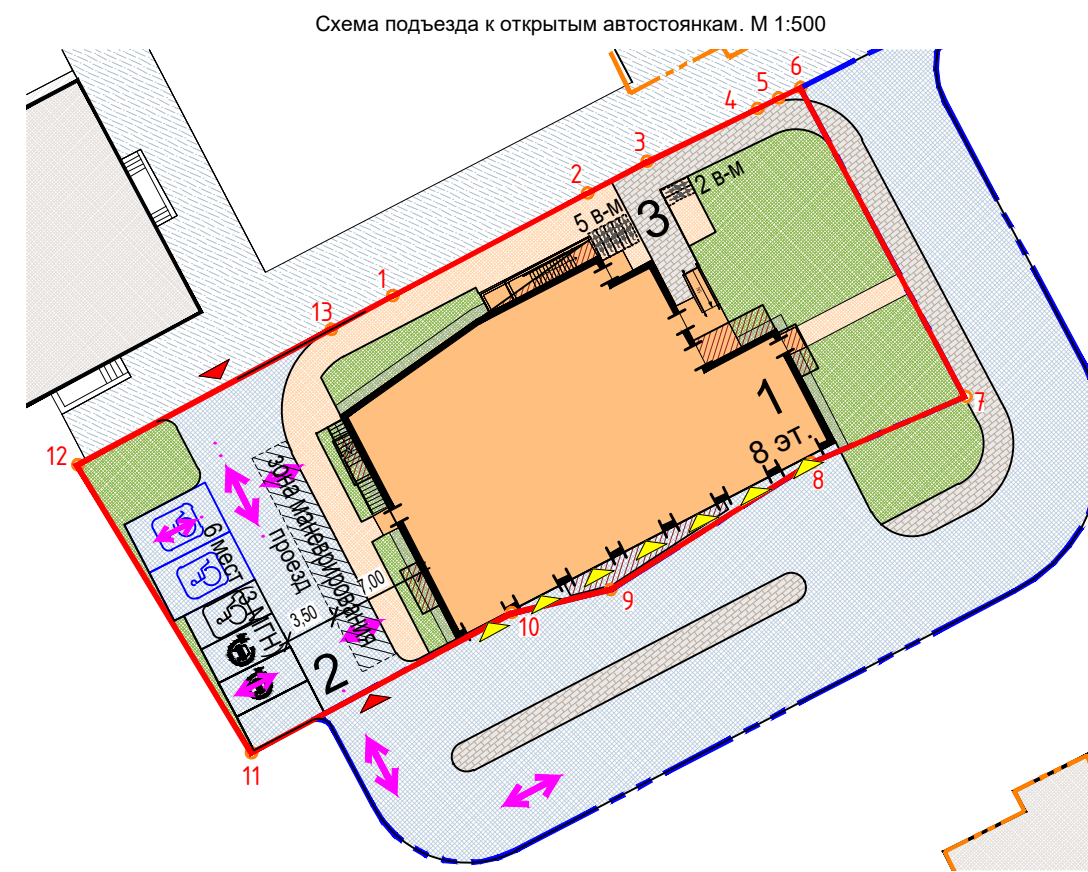 Схема подъезда к открытым автостоянкам. М 1:500
6
5
4
3
2
2 в-м
5 в-м
3
1
13
7
1
8 эт.
8
12
зона маневрирования
проезд
6 мест (3 МГН)
7,00
3,50
2
9
10
11